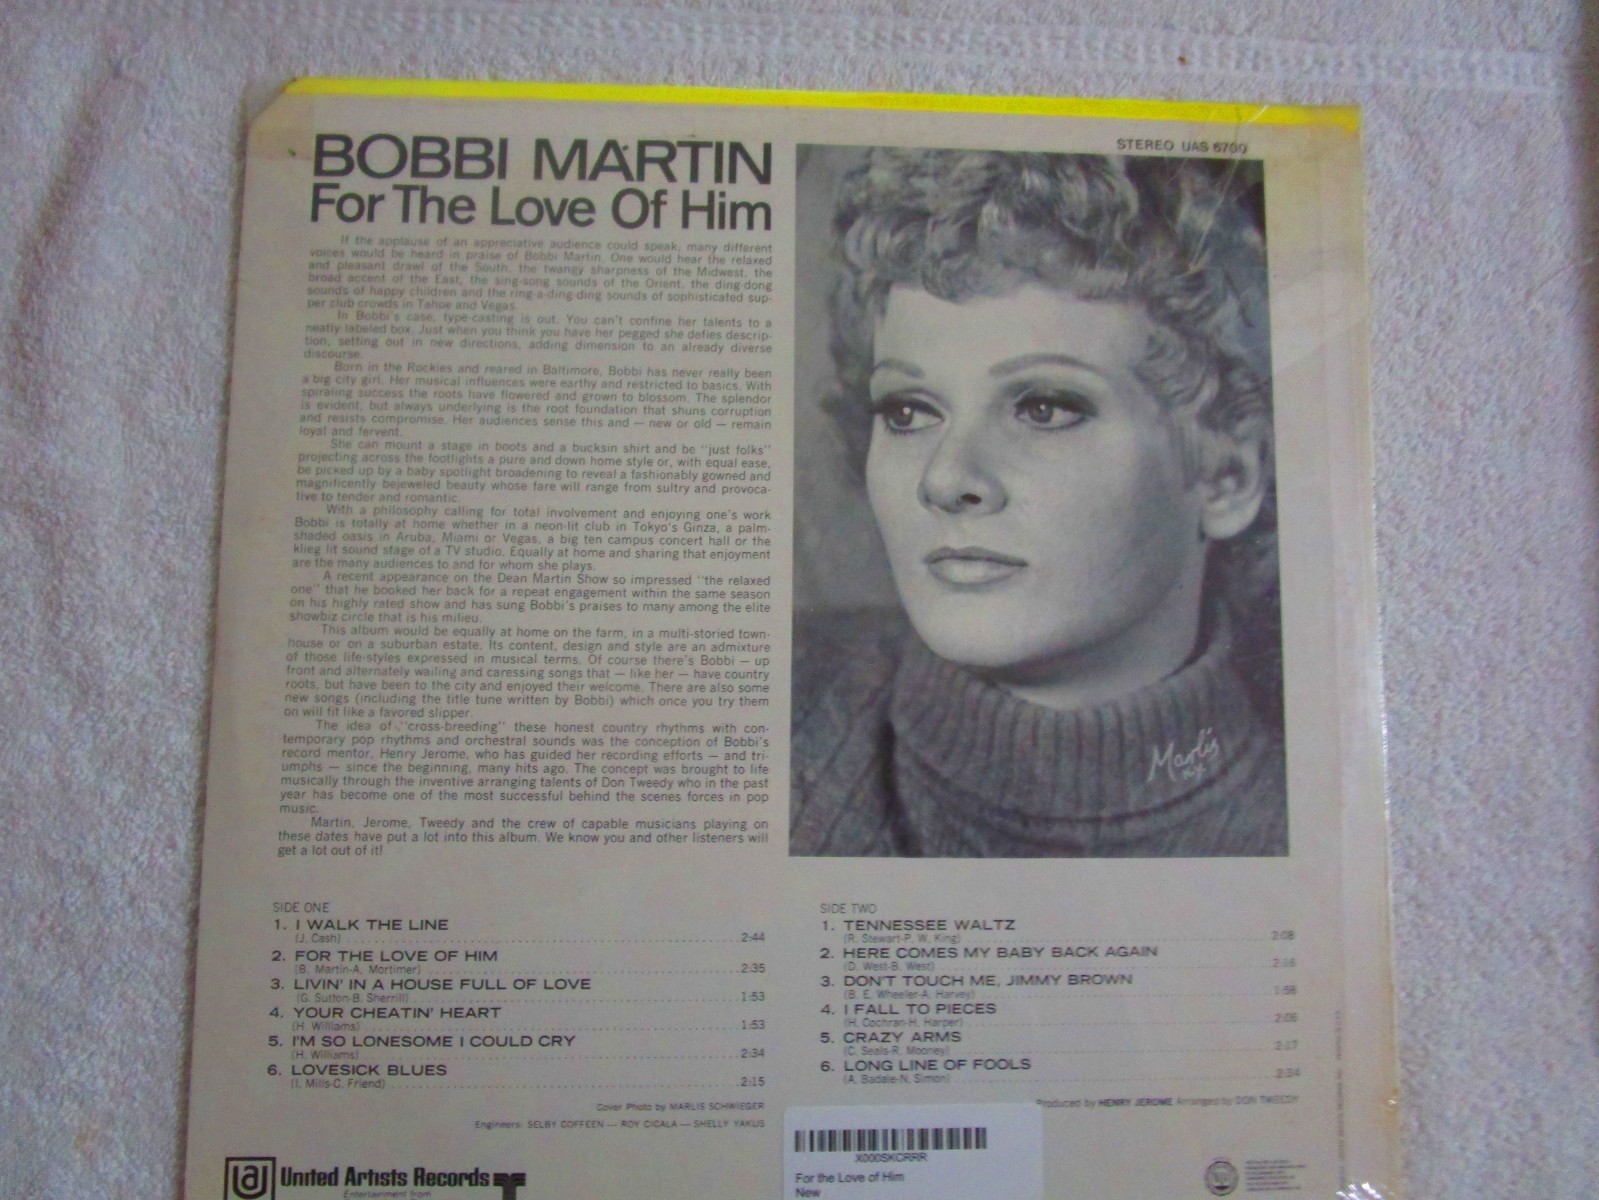 STEREO UAS 6700
BOBBI MARTIN
For The Love Of Him
If the applause of an appreciative audience could speak, many different
voices would be heard in praise of Bobbi Martin. One would hear the relaxed
and pleasant drawl of the South, the twangy sharpness of the Midwest, the
broad accent of the East, the sing-song sounds of the Orient, the ding-dong
sounds of happy children and the ring-a-ding-ding sounds of sophisticated sup-
per club crowds in Tahoe and Vegas.
In Bobbi's case, type-casting is out. You can't confine her talents to a
neatly labeled box. Just when you think you have her pegged she defies descrip-
tion, setting out in new directions, adding dimension to an already diverse
discourse.
Born in the Rockies and reared in Baltimore, Bobbi has never really been
a big city girl. Her musical influences were earthy and restricted to basics. With
spiraling success the roots have flowered and grown to blossom. The splendor
is evident, but always underlying is the root foundation that shuns corruption
and resists compromise. Her audiences sense this and — new or old — remain
loyal and fervent.
She can mount a stage in boots and a bucksin shirt and be "just folks"
projecting across the footlights a pure and down home style or, with equal ease,
be picked up by a baby spotlight broadening to reveal a fashionably gowned and
magnificently bejeweled beauty whose fare will range from sultry and provoca-
tive to tender and romantic.
With a philosophy calling for total involvement and enjoying one's work
Bobbi is totally at home whether in a neon-lit club in Tokyo's Ginza, a palm-
shaded oasis in Aruba, Miami or Vegas, a big ten campus concert hall or the
klieg lit sound stage of a TV studio. Equally at home and sharing that enjoyment
are the many audiences to and for whom she plays.
A recent appearance on the Dean Martin Show so impressed "the relaxed
one" that he booked her back for a repeat engagement within the same season
on his highly rated show and has sung Bobbi's praises to many among the elite
showbiz circle that is his milieu.
This album would be equally at home on the farm, in a multi-storied town-
house or on a suburban estate. Its content, design and style are an admixture
of those life-styles expressed in musical terms. Of course there's Bobbi — up
front and alternately wailing and caressing songs that — like her — have country
roots, but have been to the city and enjoyed their welcome. There are also some
new songs (including the title tune written by Bobbi) which once you try them
on will fit like a favored slipper.
The idea of "cross-breeding" these honest country rhythms with con-
temporary pop rhythms and orchestral sounds was the conception of Bobbi's
record mentor, Henry Jerome, who has guided her recording efforts — and tri-
umphs — since the beginning, many hits ago. The concept was brought to life
musically through the inventive arranging talents of Don Tweedy who in the past
year has become one of the most successful behind the scenes forces in pop
music.
Martin, Jerome, Tweedy and the crew of capable musicians playing on
these dates have put a lot into this album. We know you and other listeners will
get a lot out of it!
Marlis
SIDE ONE
1. I WALK THE LINE
(J. Cash) 2:44
2. FOR THE LOVE OF HIM
(B. Martin-A. Mortimer) 2:35
3. LIVIN' IN A HOUSE FULL OF LOVE
(G. Sutton-B. Sherrill) 1:53
4. YOUR CHEATIN' HEART
(H. Williams) 1:53
5. I'M SO LONESOME I COULD CRY
(H. Williams) 2:34
6. LOVESICK BLUES
(I. Mills-C. Friend) 2:15
SIDE TWO
1. TENNESSEE WALTZ
(R. Stewart-P. W. King) 2:08
2. HERE COMES MY BABY BACK AGAIN
(D. West-B. West) 2:16
3. DON'T TOUCH ME, JIMMY BROWN
(B. E. Wheeler-A. Harvey) 1:58
4. I FALL TO PIECES
(H. Cochran-H. Harper) 2:06
5. CRAZY ARMS
(C. Seals-R. Mooney) 2:17
6. LONG LINE OF FOOLS
(A. Badale-N. Simon) 2:34
Cover Photo by MARLIS SCHWIEGER
Engineers: SELBY COFFEEN — ROY CICALA — SHELLY YAKUS
Produced by HENRY JEROME Arranged by DON TWEEDY
UA United Artists Records
Entertainment from
X000SKCRRR
For the Love of Him
New